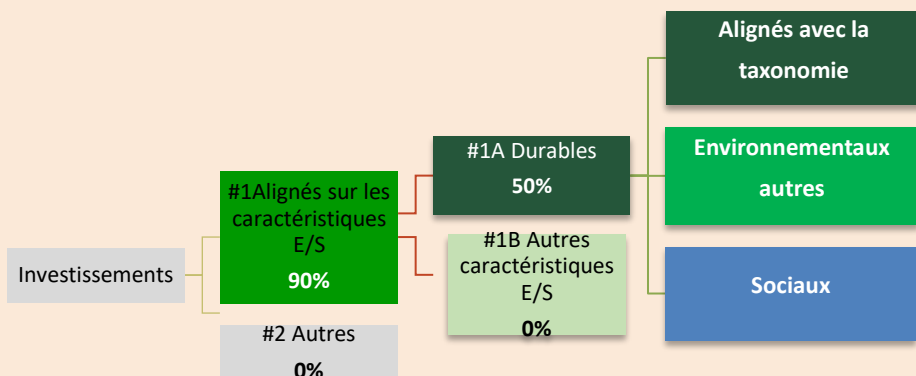 Investissements
#1Alignés sur les
caractéristiques
E/S
90%
#2 Autres
0%
#1A Durables
50%
#1B Autres
caractéristiques
E/S
0%
Alignés avec la
taxonomie
Environnementaux
autres
Sociaux